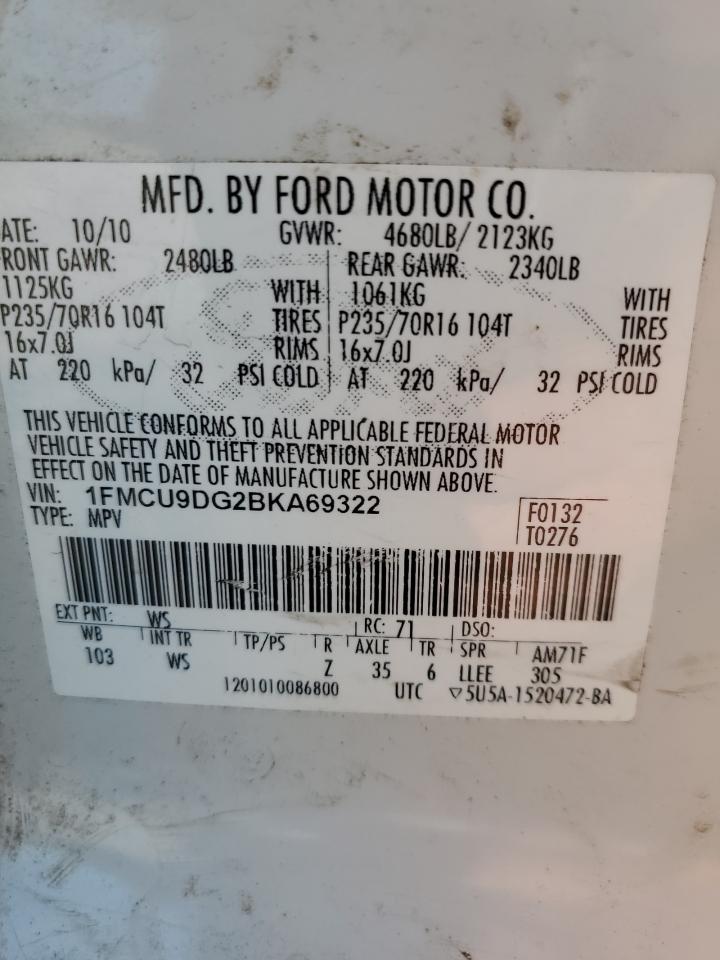 MFD. BY FORD MOTOR CO.
ATE: 10/10 GVWR: 4680LB/ 2123KG
RONT GAWR: 2480LB REAR GAWR: 2340LB
1125KG WITH 1061KG WITH
P235/70R16 104T TIRES P235/70R16 104T TIRES
16x7.0J RIMS 16x7.0J RIMS
AT 220 kPa/ 32 PSI COLD AT 220 kPa/ 32 PSI COLD
THIS VEHICLE CONFORMS TO ALL APPLICABLE FEDERAL MOTOR
VEHICLE SAFETY AND THEFT PREVENTION STANDARDS IN
EFFECT ON THE DATE OF MANUFACTURE SHOWN ABOVE.
VIN: 1FMCU9DG2BKA69322
TYPE: MPV F0132
T0276
EXT PNT: WS RC: 71 DSO:
WB INT TR TP/PS R AXLE TR SPR AM71F
103 WS Z 35 6 LLEE 305
1201010086800 UTC ▽5U5A-1520472-BA